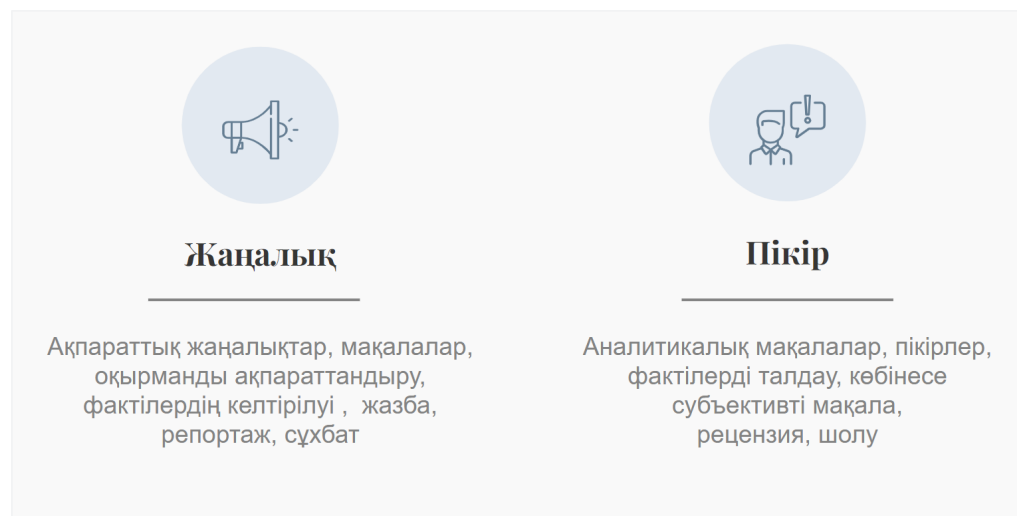 Жаңалық
Ақпараттық жаңалықтар, мақалалар,
оқырманды ақпараттандыру,
фактілердің келтірілуі ,  жазба,
репортаж, сұхбат
Пікір
Аналитикалық мақалалар, пікірлер,
фактілерді талдау, көбінесе
субъективті мақала,
рецензия, шолу